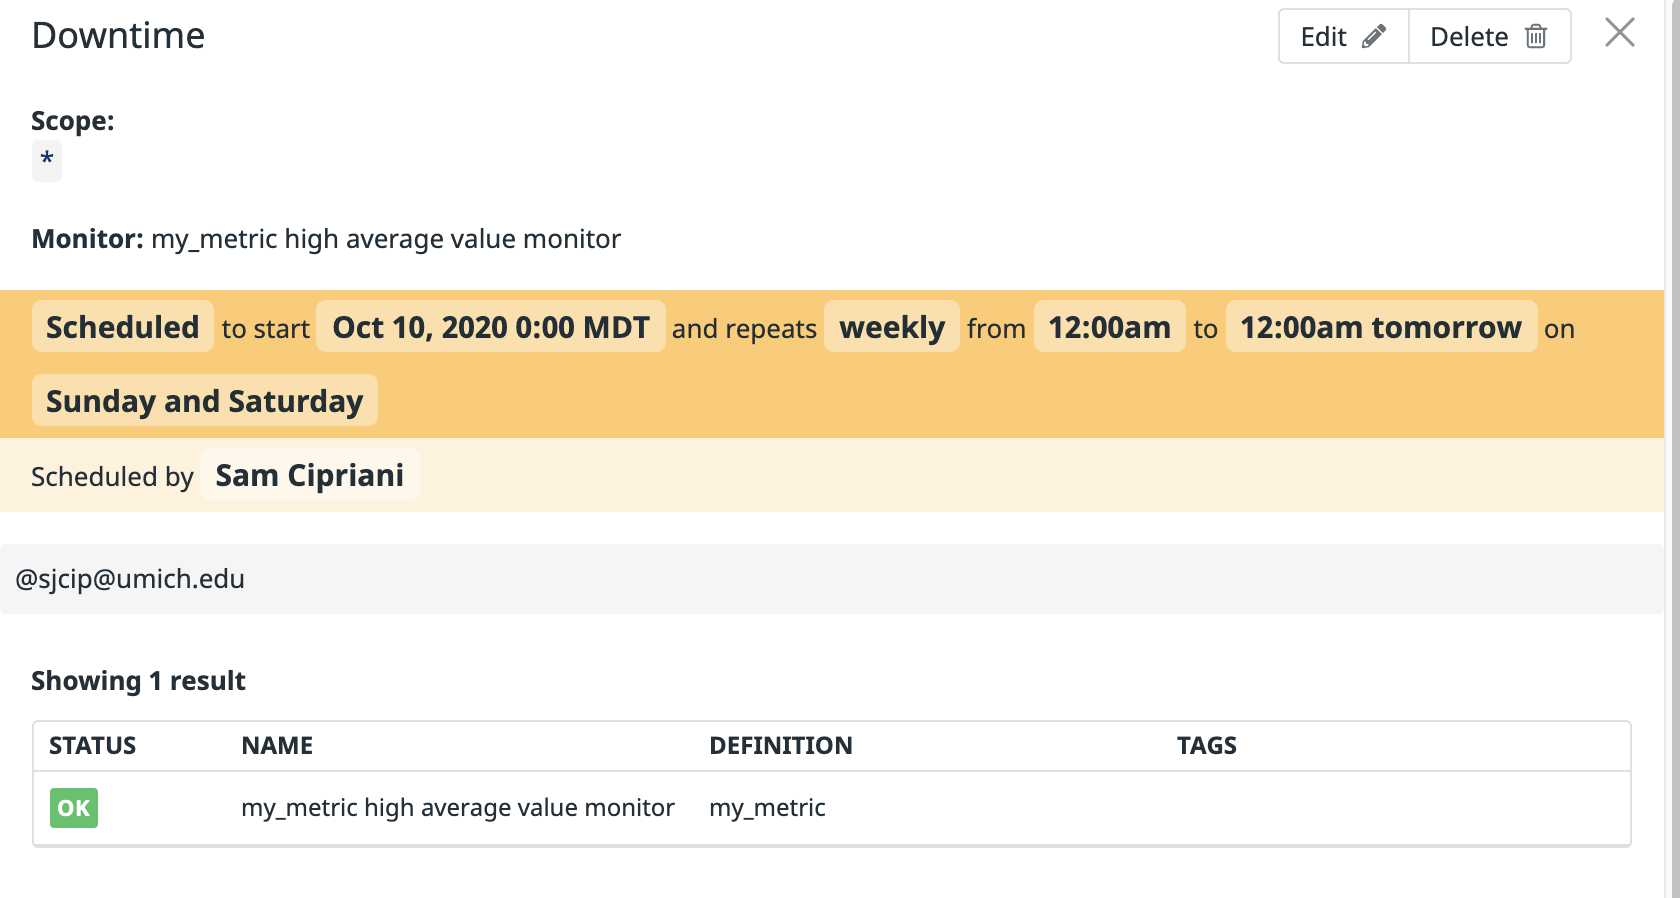 Downtime
Edit
Delete
Scope:
*
Monitor: my_metric high average value monitor
Scheduled to start Oct 10, 2020 0:00 MDT and repeats weekly from 12:00am to 12:00am tomorrow on
Sunday and Saturday
Scheduled by Sam Cipriani
@sjcip@umich.edu
Showing 1 result
STATUS NAME DEFINITION TAGS
OK my_metric high average value monitor my_metric